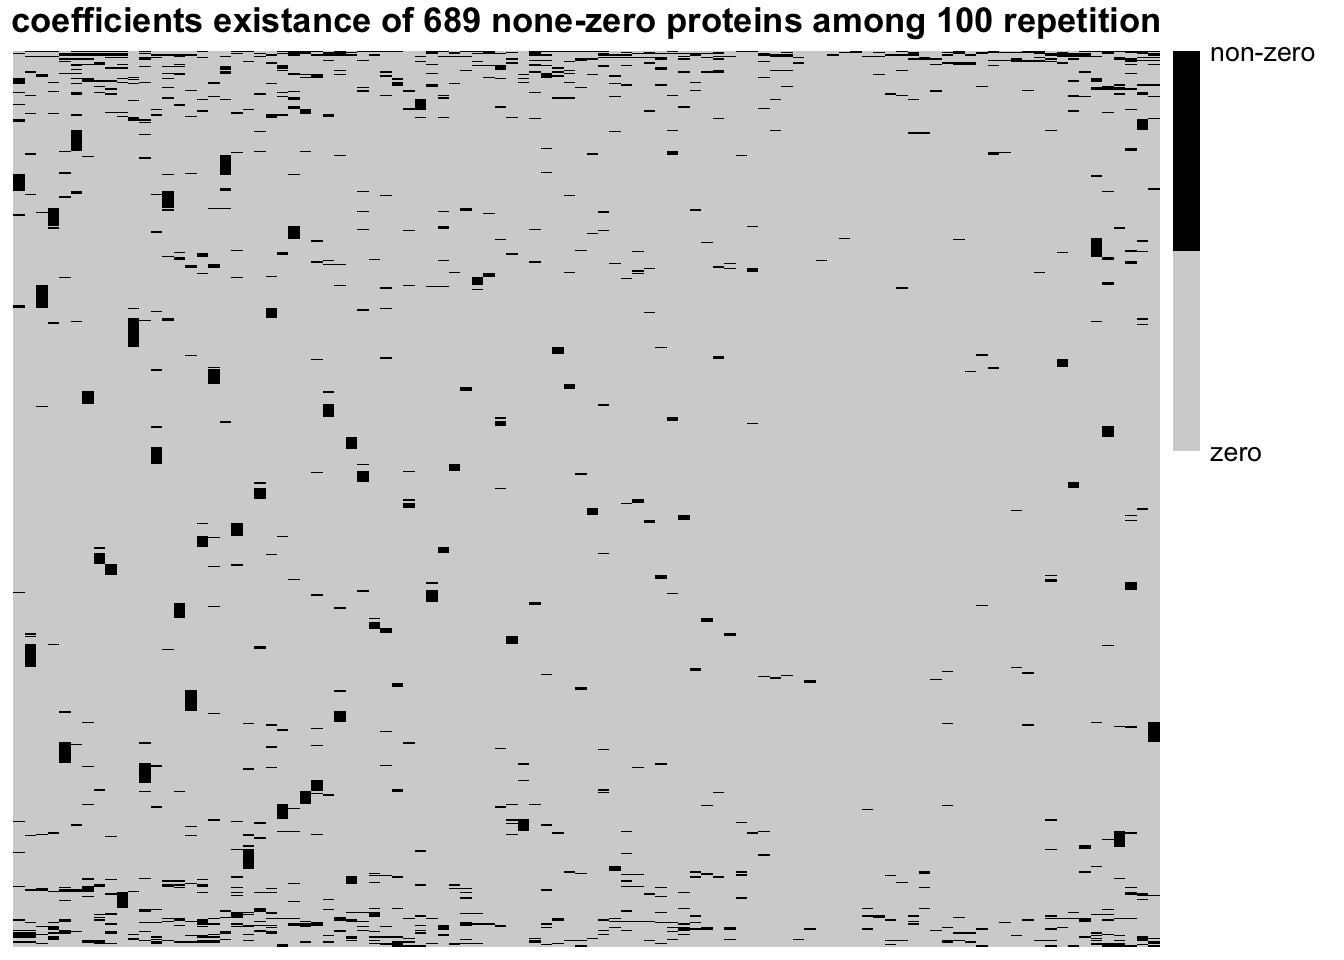 coefficients existance of 689 none-zero proteins among 100 repetition
non-zero
zero